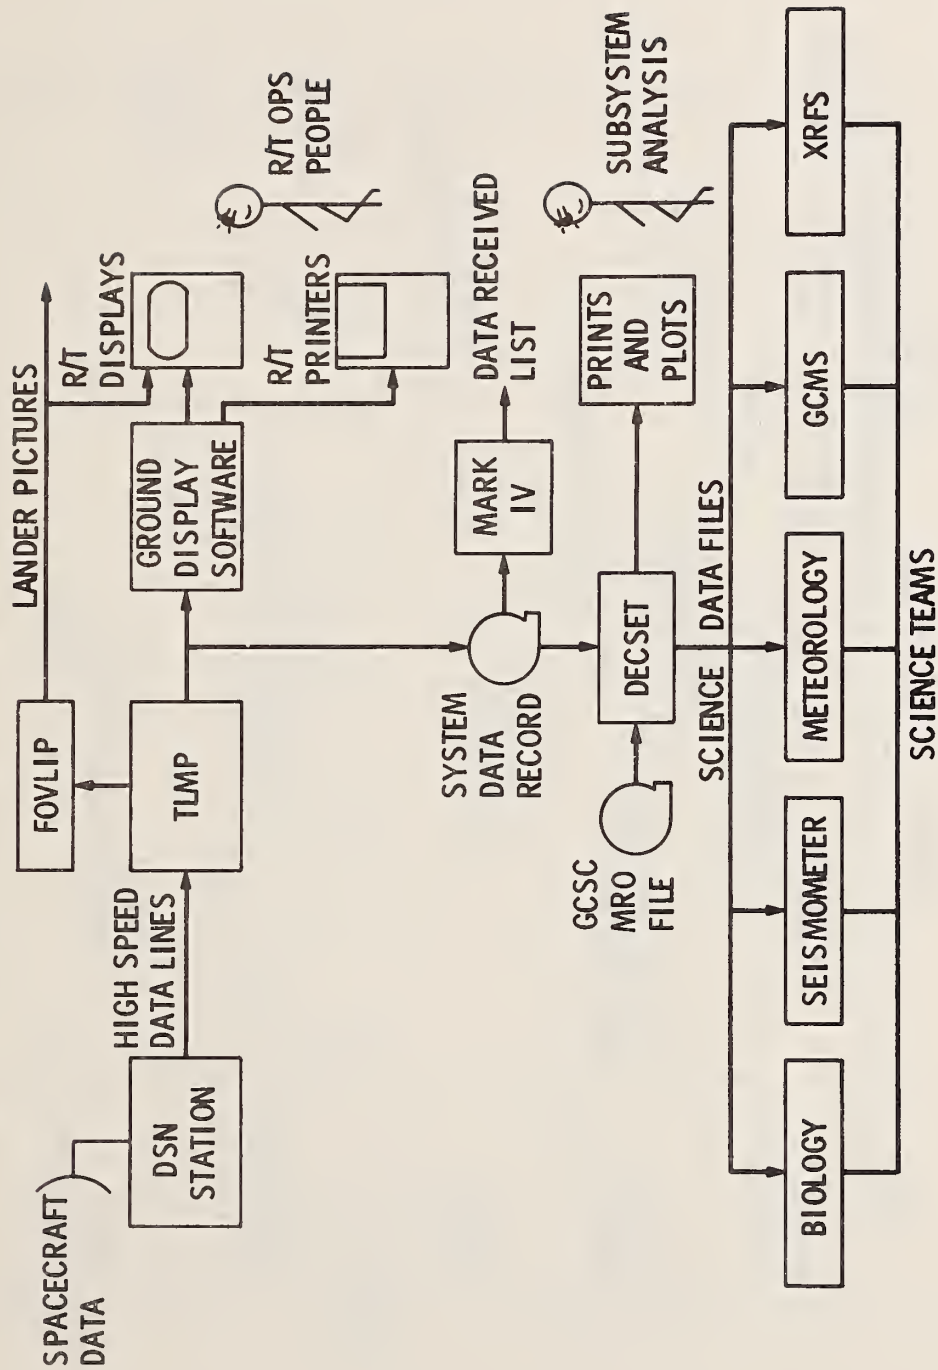 SPACECRAFT
DATA
DSN
STATION
HIGH SPEED
DATA LINES
FOVLIP
TLMP
LANDER PICTURES
GROUND
DISPLAY
SOFTWARE
R/T
DISPLAYS
R/T
PRINTERS
R/T OPS
PEOPLE
SYSTEM
DATA
RECORD
MARK
IV
DATA RECEIVED
LIST
GCSC
MRO
FILE
DECSET
PRINTS
AND
PLOTS
SUBSYSTEM
ANALYSIS
SCIENCE DATA FILES
BIOLOGY
SEISMOMETER
METEOROLOGY
GCMS
XRFS
SCIENCE TEAMS